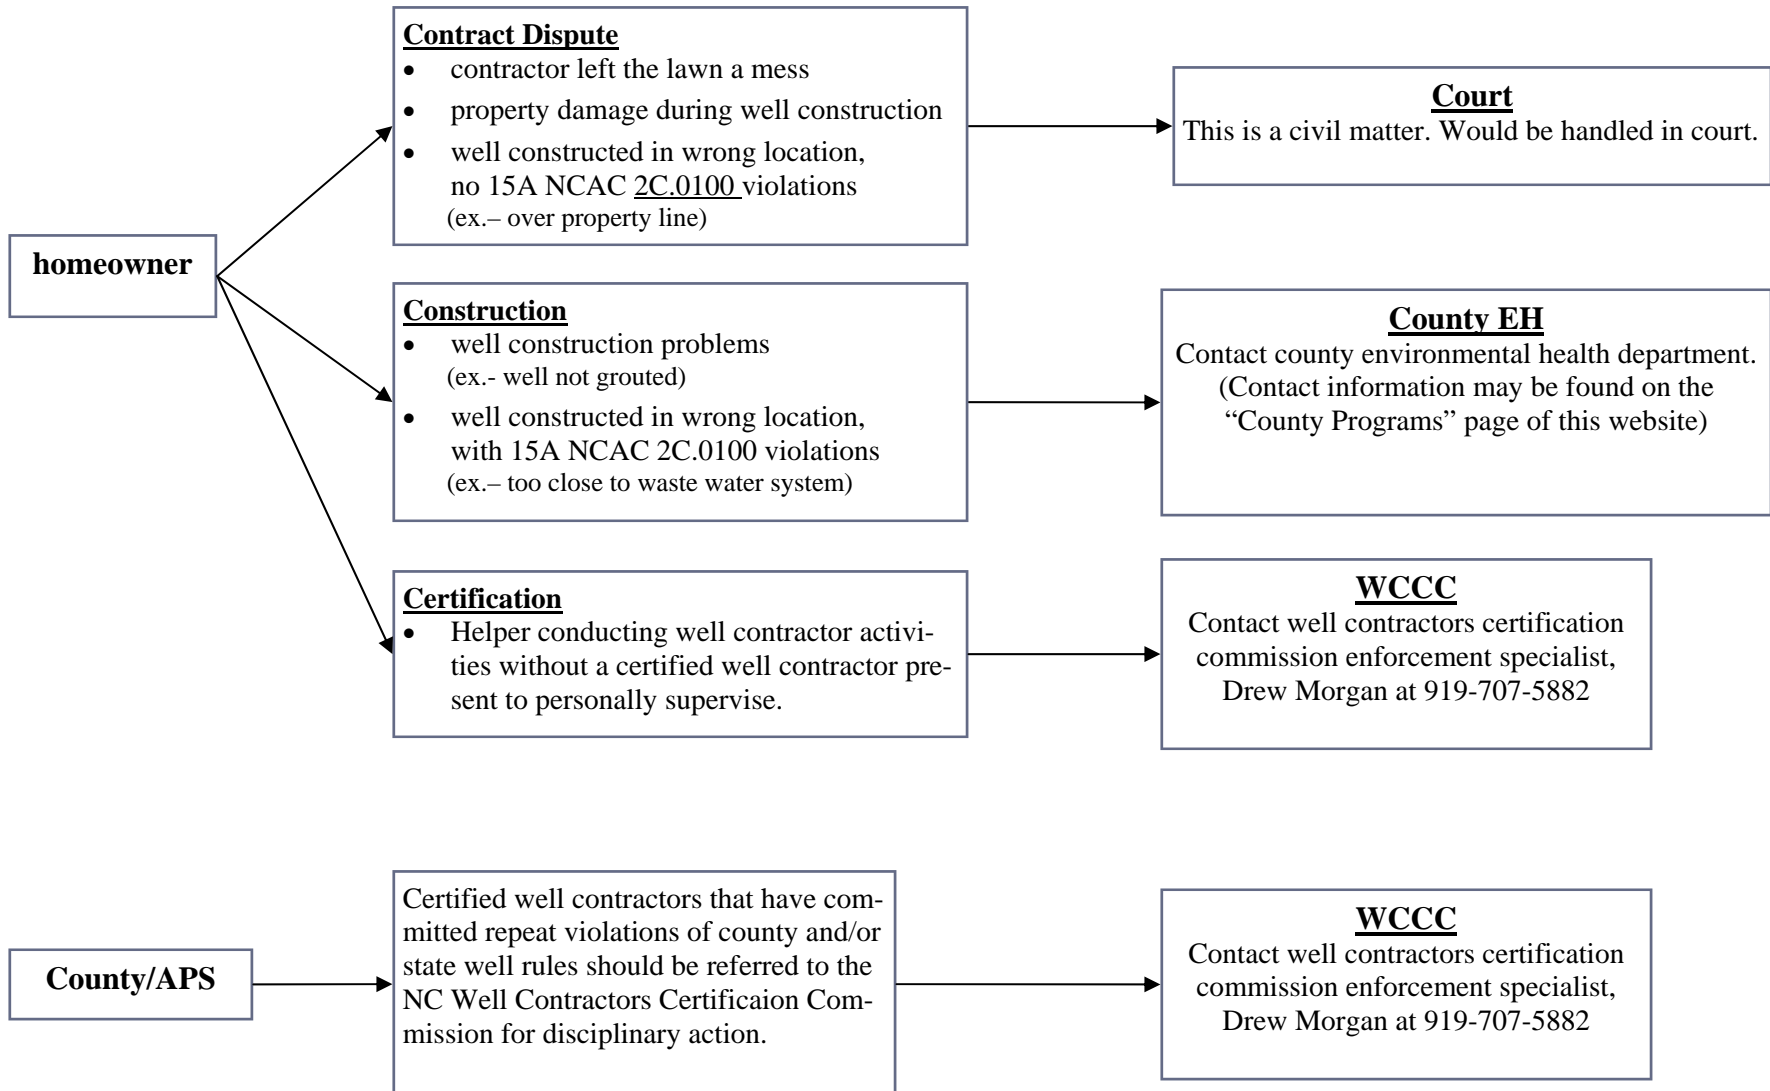 homeowner
Contract Dispute
• contractor left the lawn a mess
• property damage during well construction
• well constructed in wrong location,
no 15A NCAC 2C.0100 violations
(ex.– over property line)
Court
This is a civil matter. Would be handled in court.
Construction
• well construction problems
(ex.- well not grouted)
• well constructed in wrong location,
with 15A NCAC 2C.0100 violations
(ex.– too close to waste water system)
County EH
Contact county environmental health department.
(Contact information may be found on the
“County Programs” page of this website)
Certification
• Helper conducting well contractor activi-
ties without a certified well contractor pre-
sent to personally supervise.
WCCC
Contact well contractors certification
commission enforcement specialist,
Drew Morgan at 919-707-5882
County/APS
Certified well contractors that have com-
mitted repeat violations of county and/or
state well rules should be referred to the
NC Well Contractors Certificaion Com-
mission for disciplinary action.
WCCC
Contact well contractors certification
commission enforcement specialist,
Drew Morgan at 919-707-5882